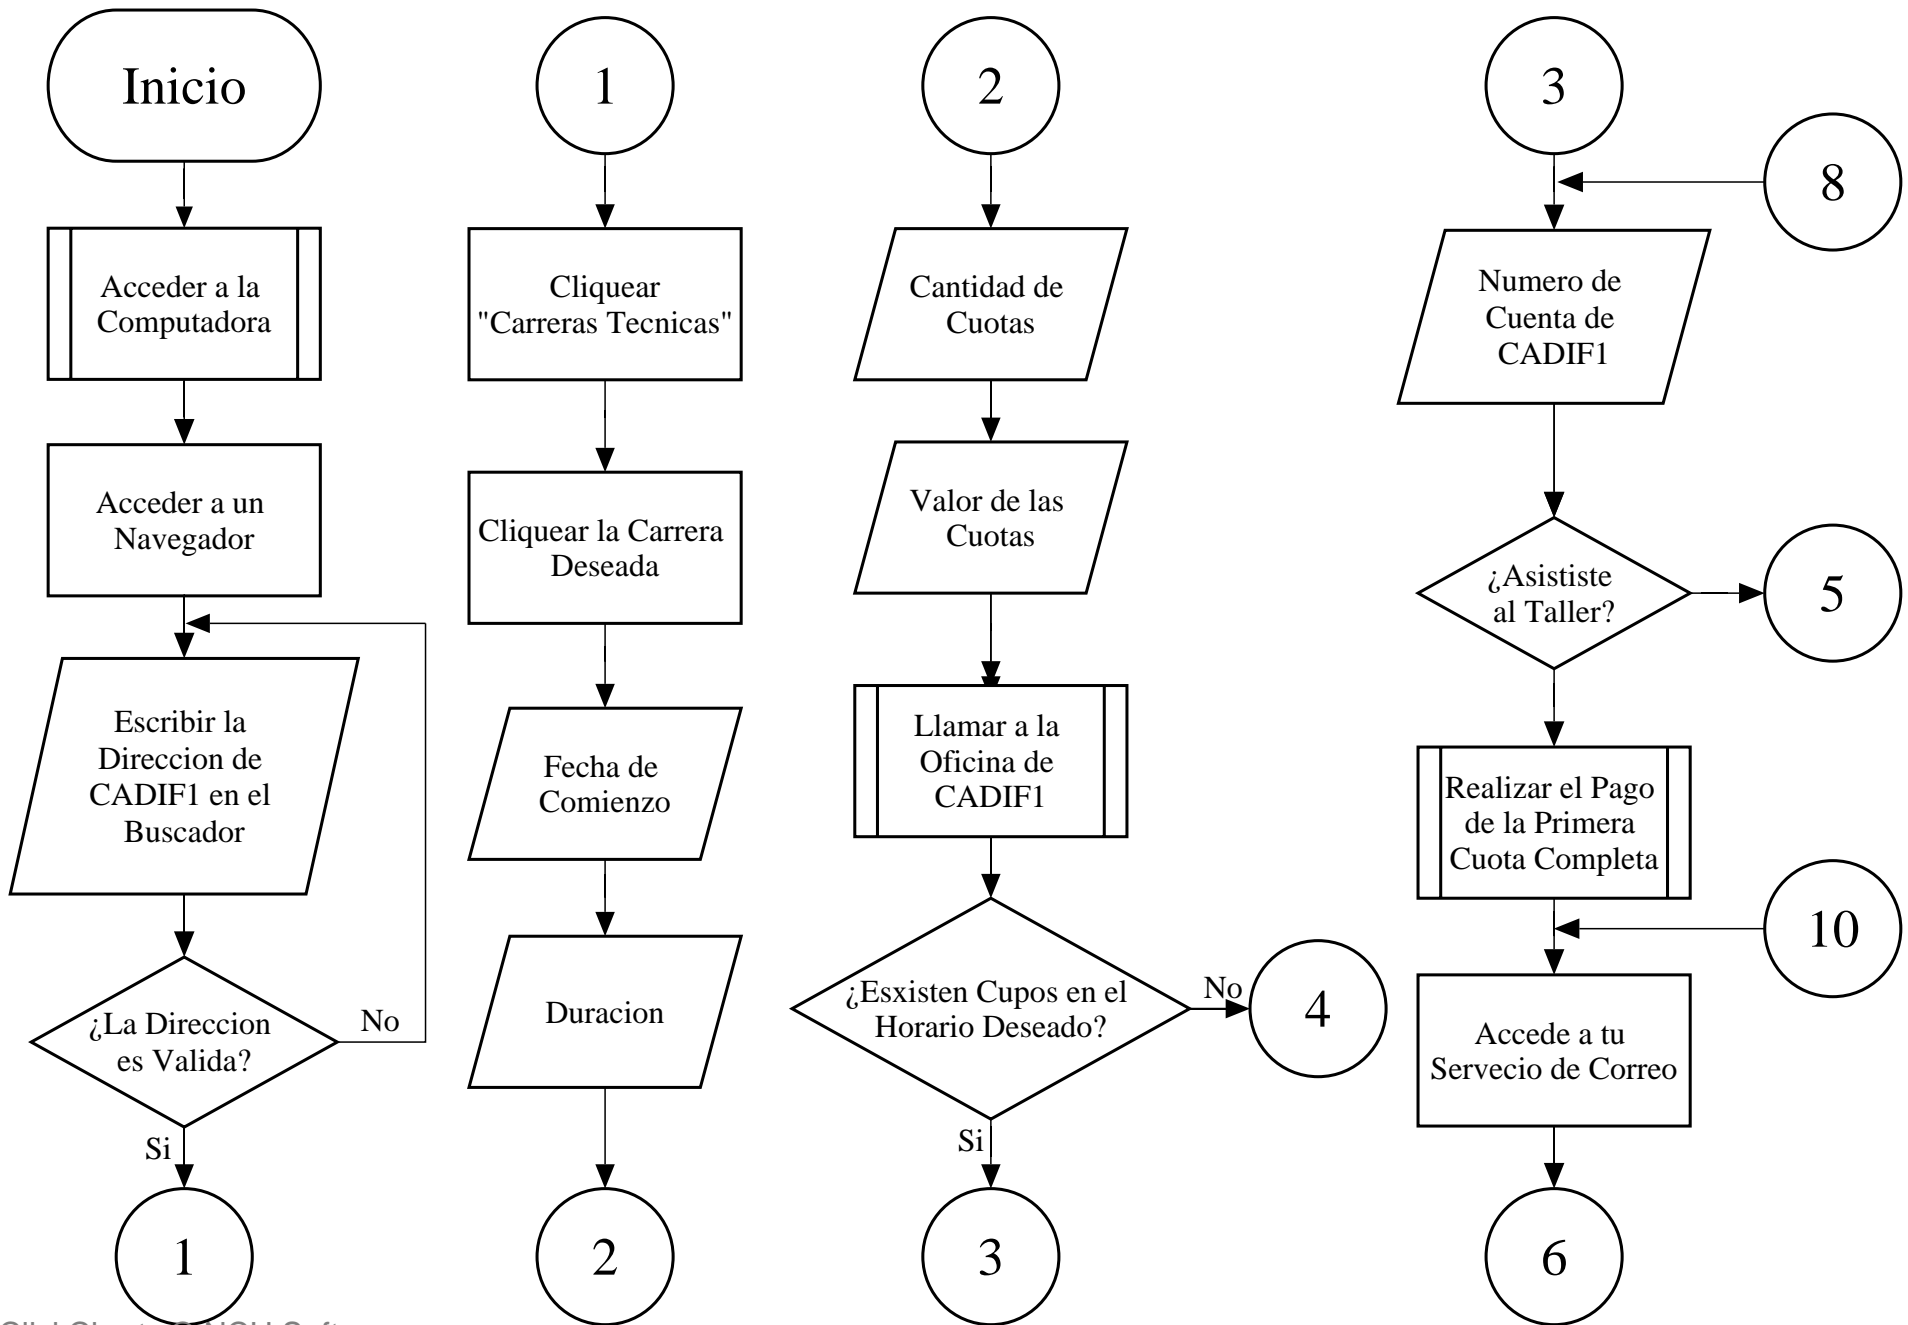 Inicio
Acceder a la
Computadora
Acceder a un
Navegador
Escribir la
Direccion de
CADIF1 en el
Buscador
¿La Direccion
es Valida?
No
Si
1
1
Cliquear
"Carreras Tecnicas"
Cliquear la Carrera
Deseada
Fecha de
Comienzo
Duracion
2
2
Cantidad de
Cuotas
Valor de las
Cuotas
Llamar a la
Oficina de
CADIF1
¿Esxisten Cupos en el
Horario Deseado?
No
4
Si
3
3
8
Numero de
Cuenta de
CADIF1
¿Asististe
al Taller?
5
Realizar el Pago
de la Primera
Cuota Completa
10
Accede a tu
Servecio de Correo
6